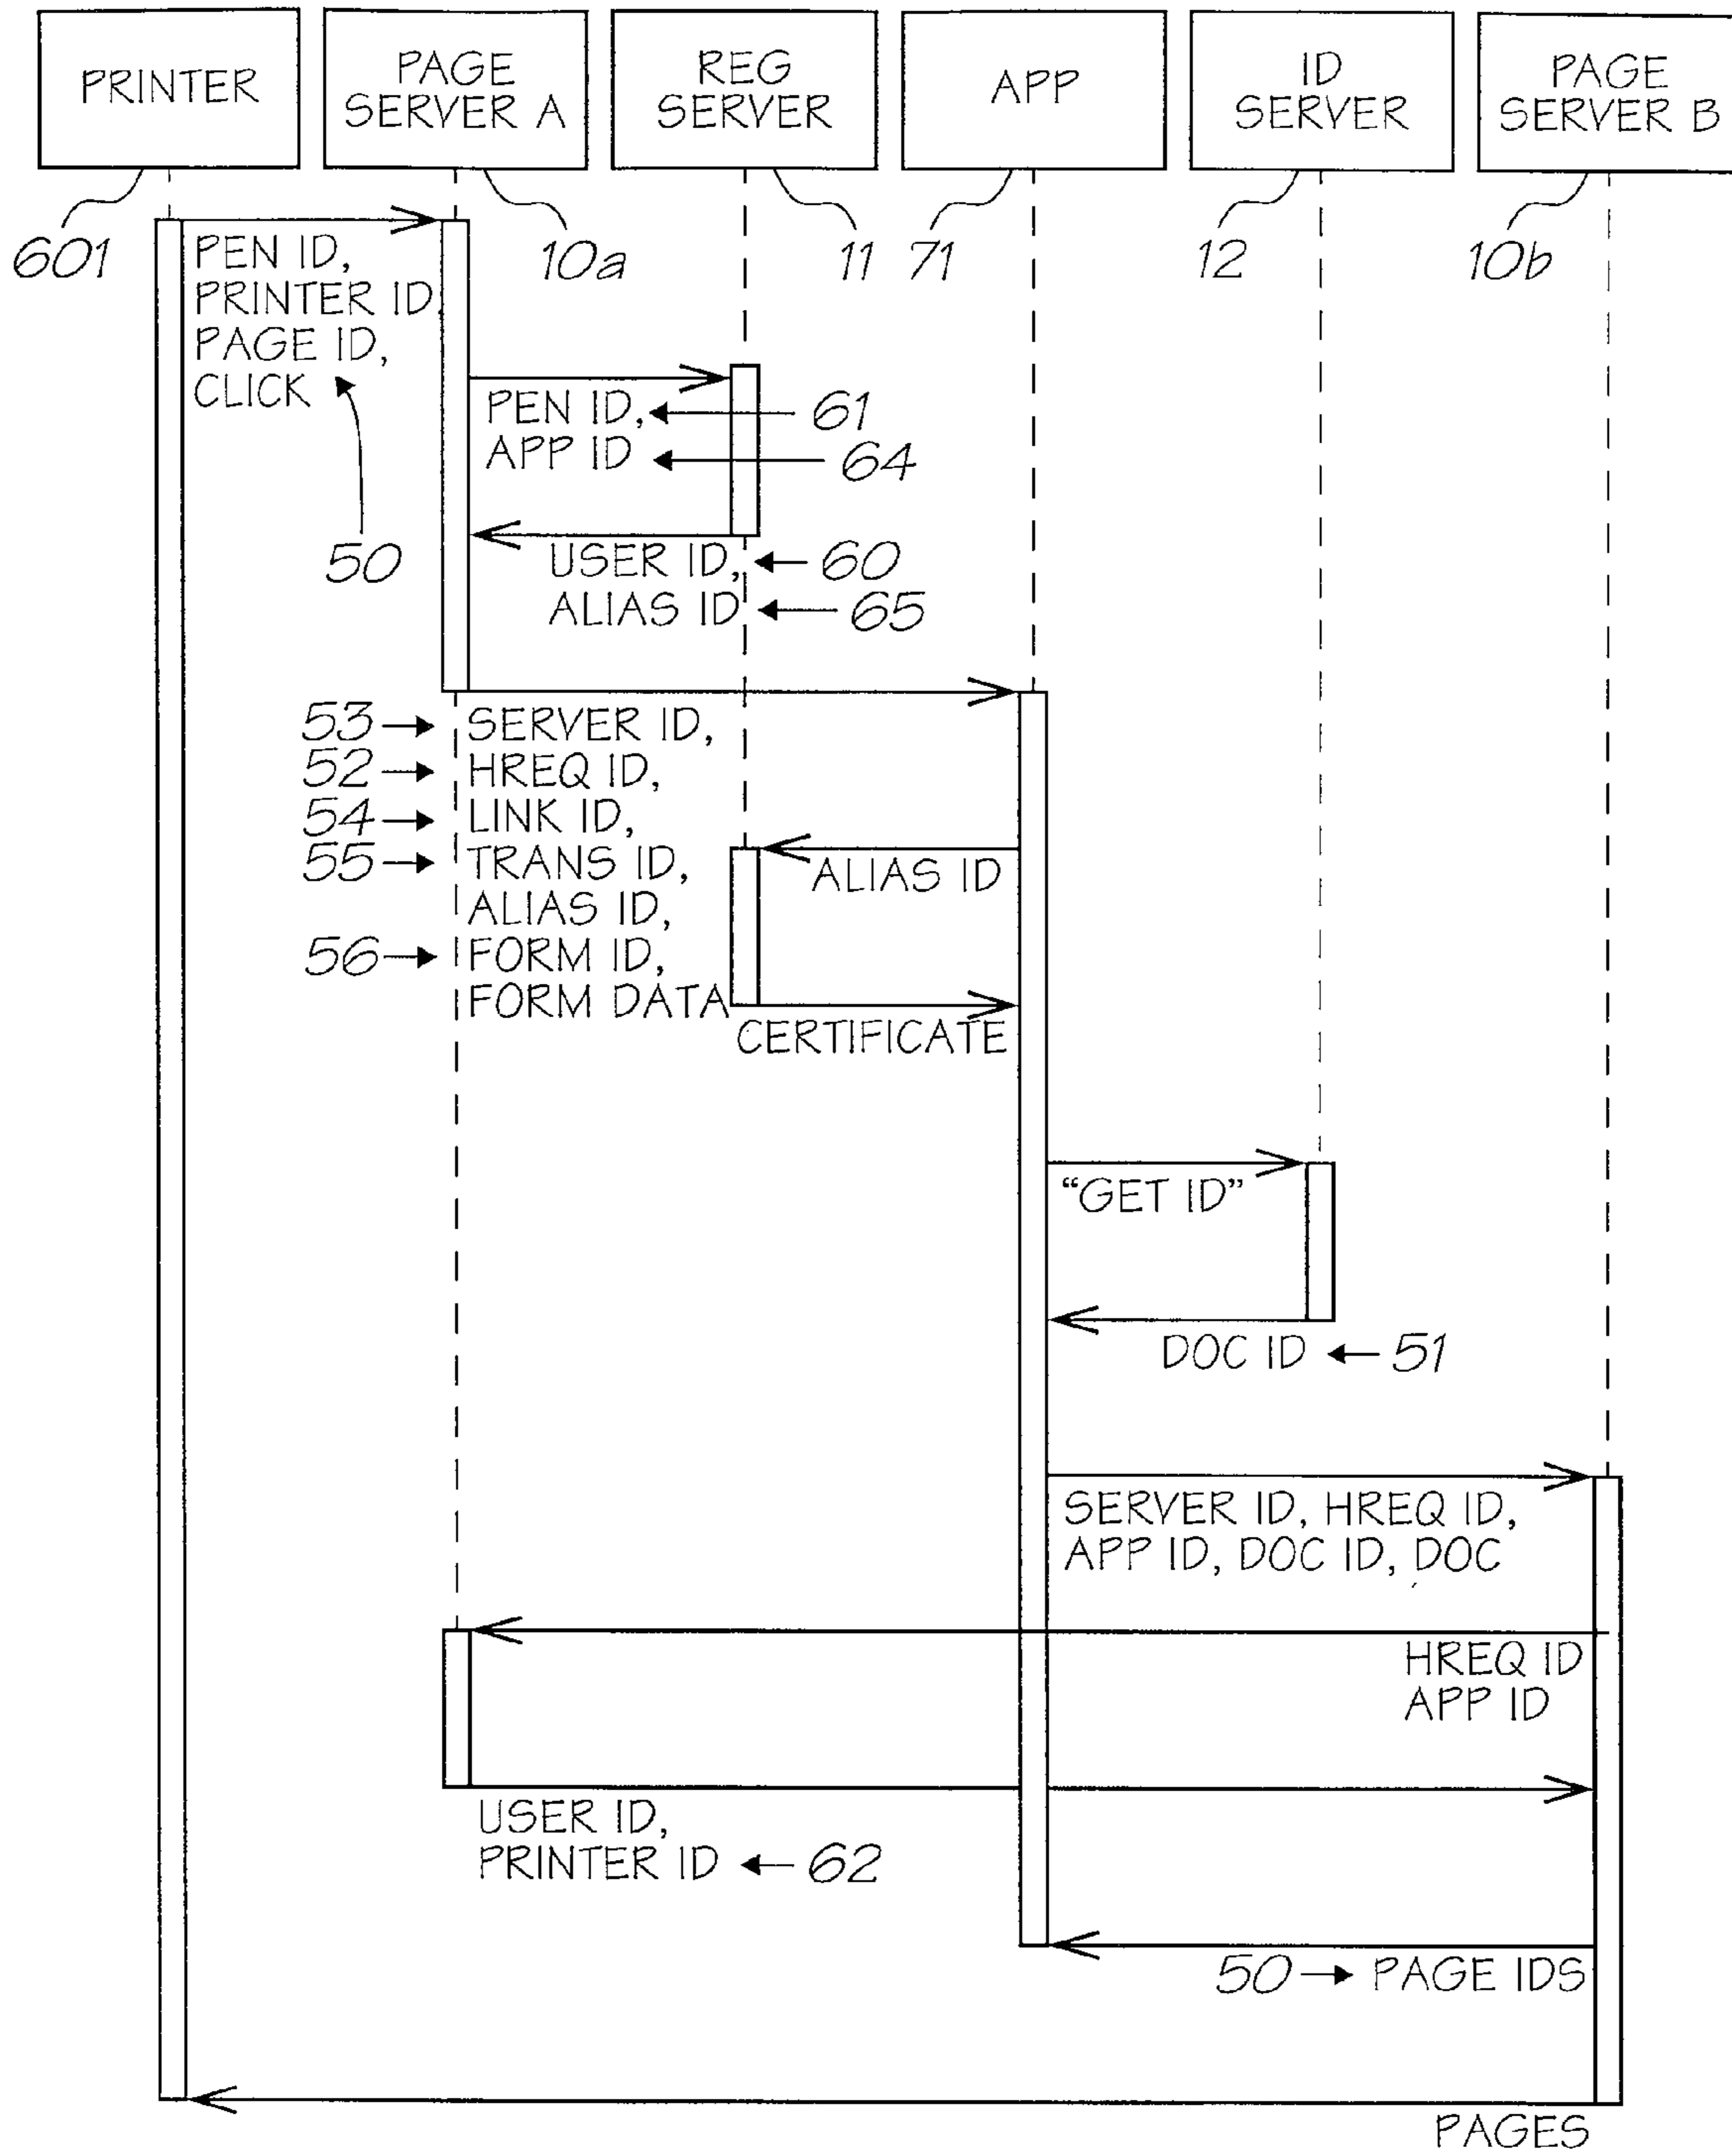 PRINTER
PAGE
SERVER A
REG
SERVER
APP
ID
SERVER
PAGE
SERVER B
601
10a
11
71
12
10b
PEN ID,
PRINTER ID,
PAGE ID,
CLICK
50
PEN ID,
61
APP ID
64
USER ID,
60
ALIAS ID
65
53
SERVER ID,
52
HREQ ID,
54
LINK ID,
55
TRANS ID,
ALIAS ID,
56
FORM ID,
FORM DATA
ALIAS ID
CERTIFICATE
“GET ID”
DOC ID
51
SERVER ID, HREQ ID,
APP ID, DOC ID, DOC
HREQ ID
APP ID
USER ID,
PRINTER ID
62
50
PAGE IDS
PAGES